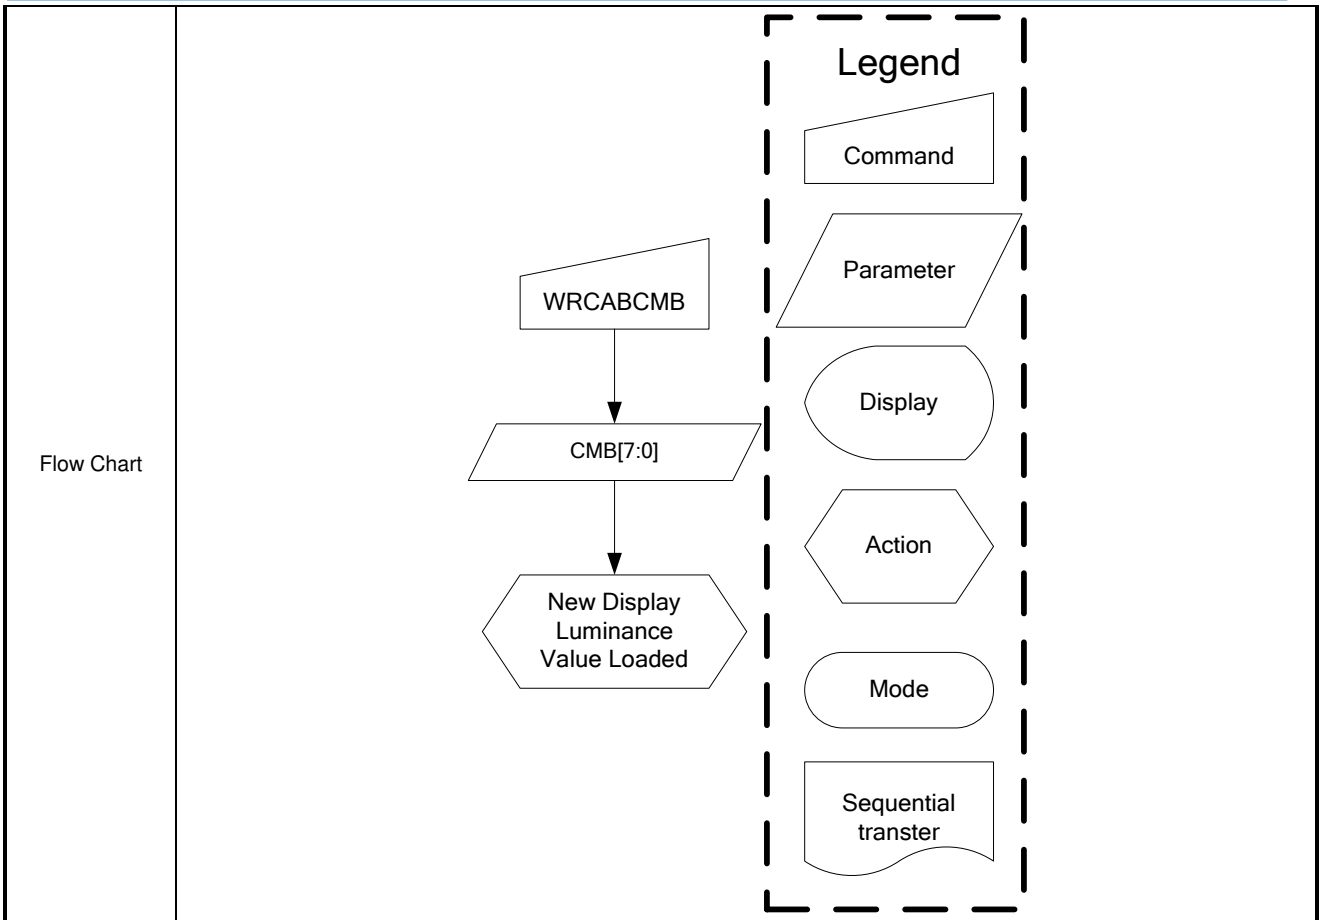 Flow Chart
WRCABCMB
CMB[7:0]
New Display
Luminance
Value Loaded
Legend
Command
Parameter
Display
Action
Mode
Sequential
transter